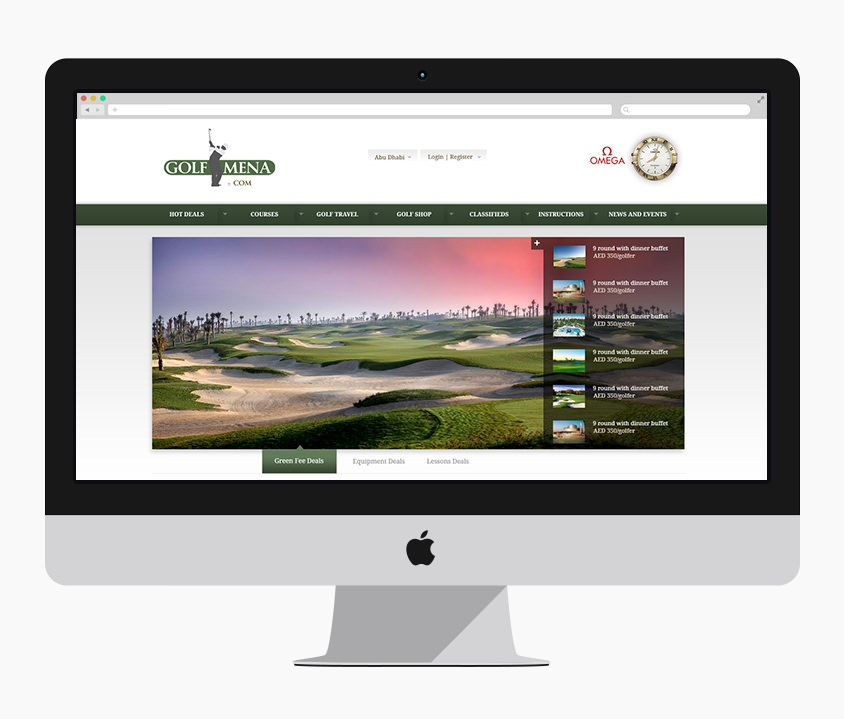 GOLF MENA
.COM
Abu Dhabi
Login | Register
Ω
OMEGA
HOT DEALS
COURSES
GOLF TRAVEL
GOLF SHOP
CLASSIFIEDS
INSTRUCTIONS
NEWS AND EVENTS
9 round with dinner buffet
AED 350/golfer
9 round with dinner buffet
AED 350/golfer
9 round with dinner buffet
AED 350/golfer
9 round with dinner buffet
AED 350/golfer
9 round with dinner buffet
AED 350/golfer
9 round with dinner buffet
AED 350/golfer
Green Fee Deals
Equipment Deals
Lessons Deals